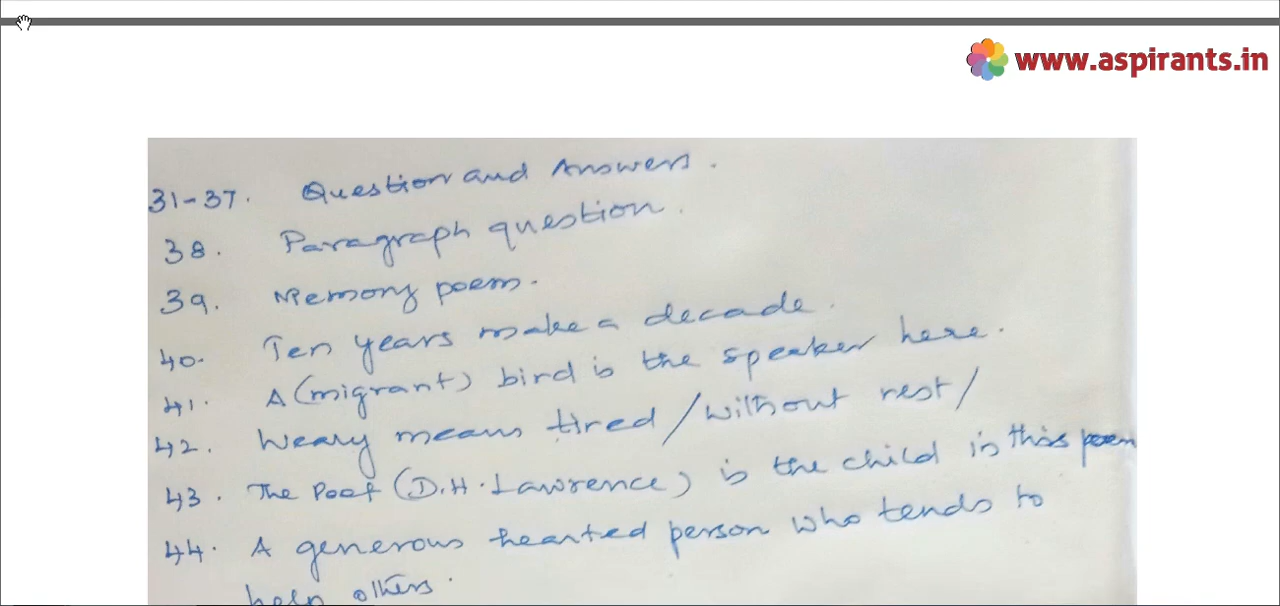 www.aspirants.in
31-37. Question and Answers.
38. Paragraph question.
39. Memory poem.
40. Ten years make a decade.
41. A (migrant) bird is the speaker here.
42. Weary means tired / without rest /
43. The Poet (D.H. Lawrence) is the child in this poem
44. A generous hearted person who tends to
help others.